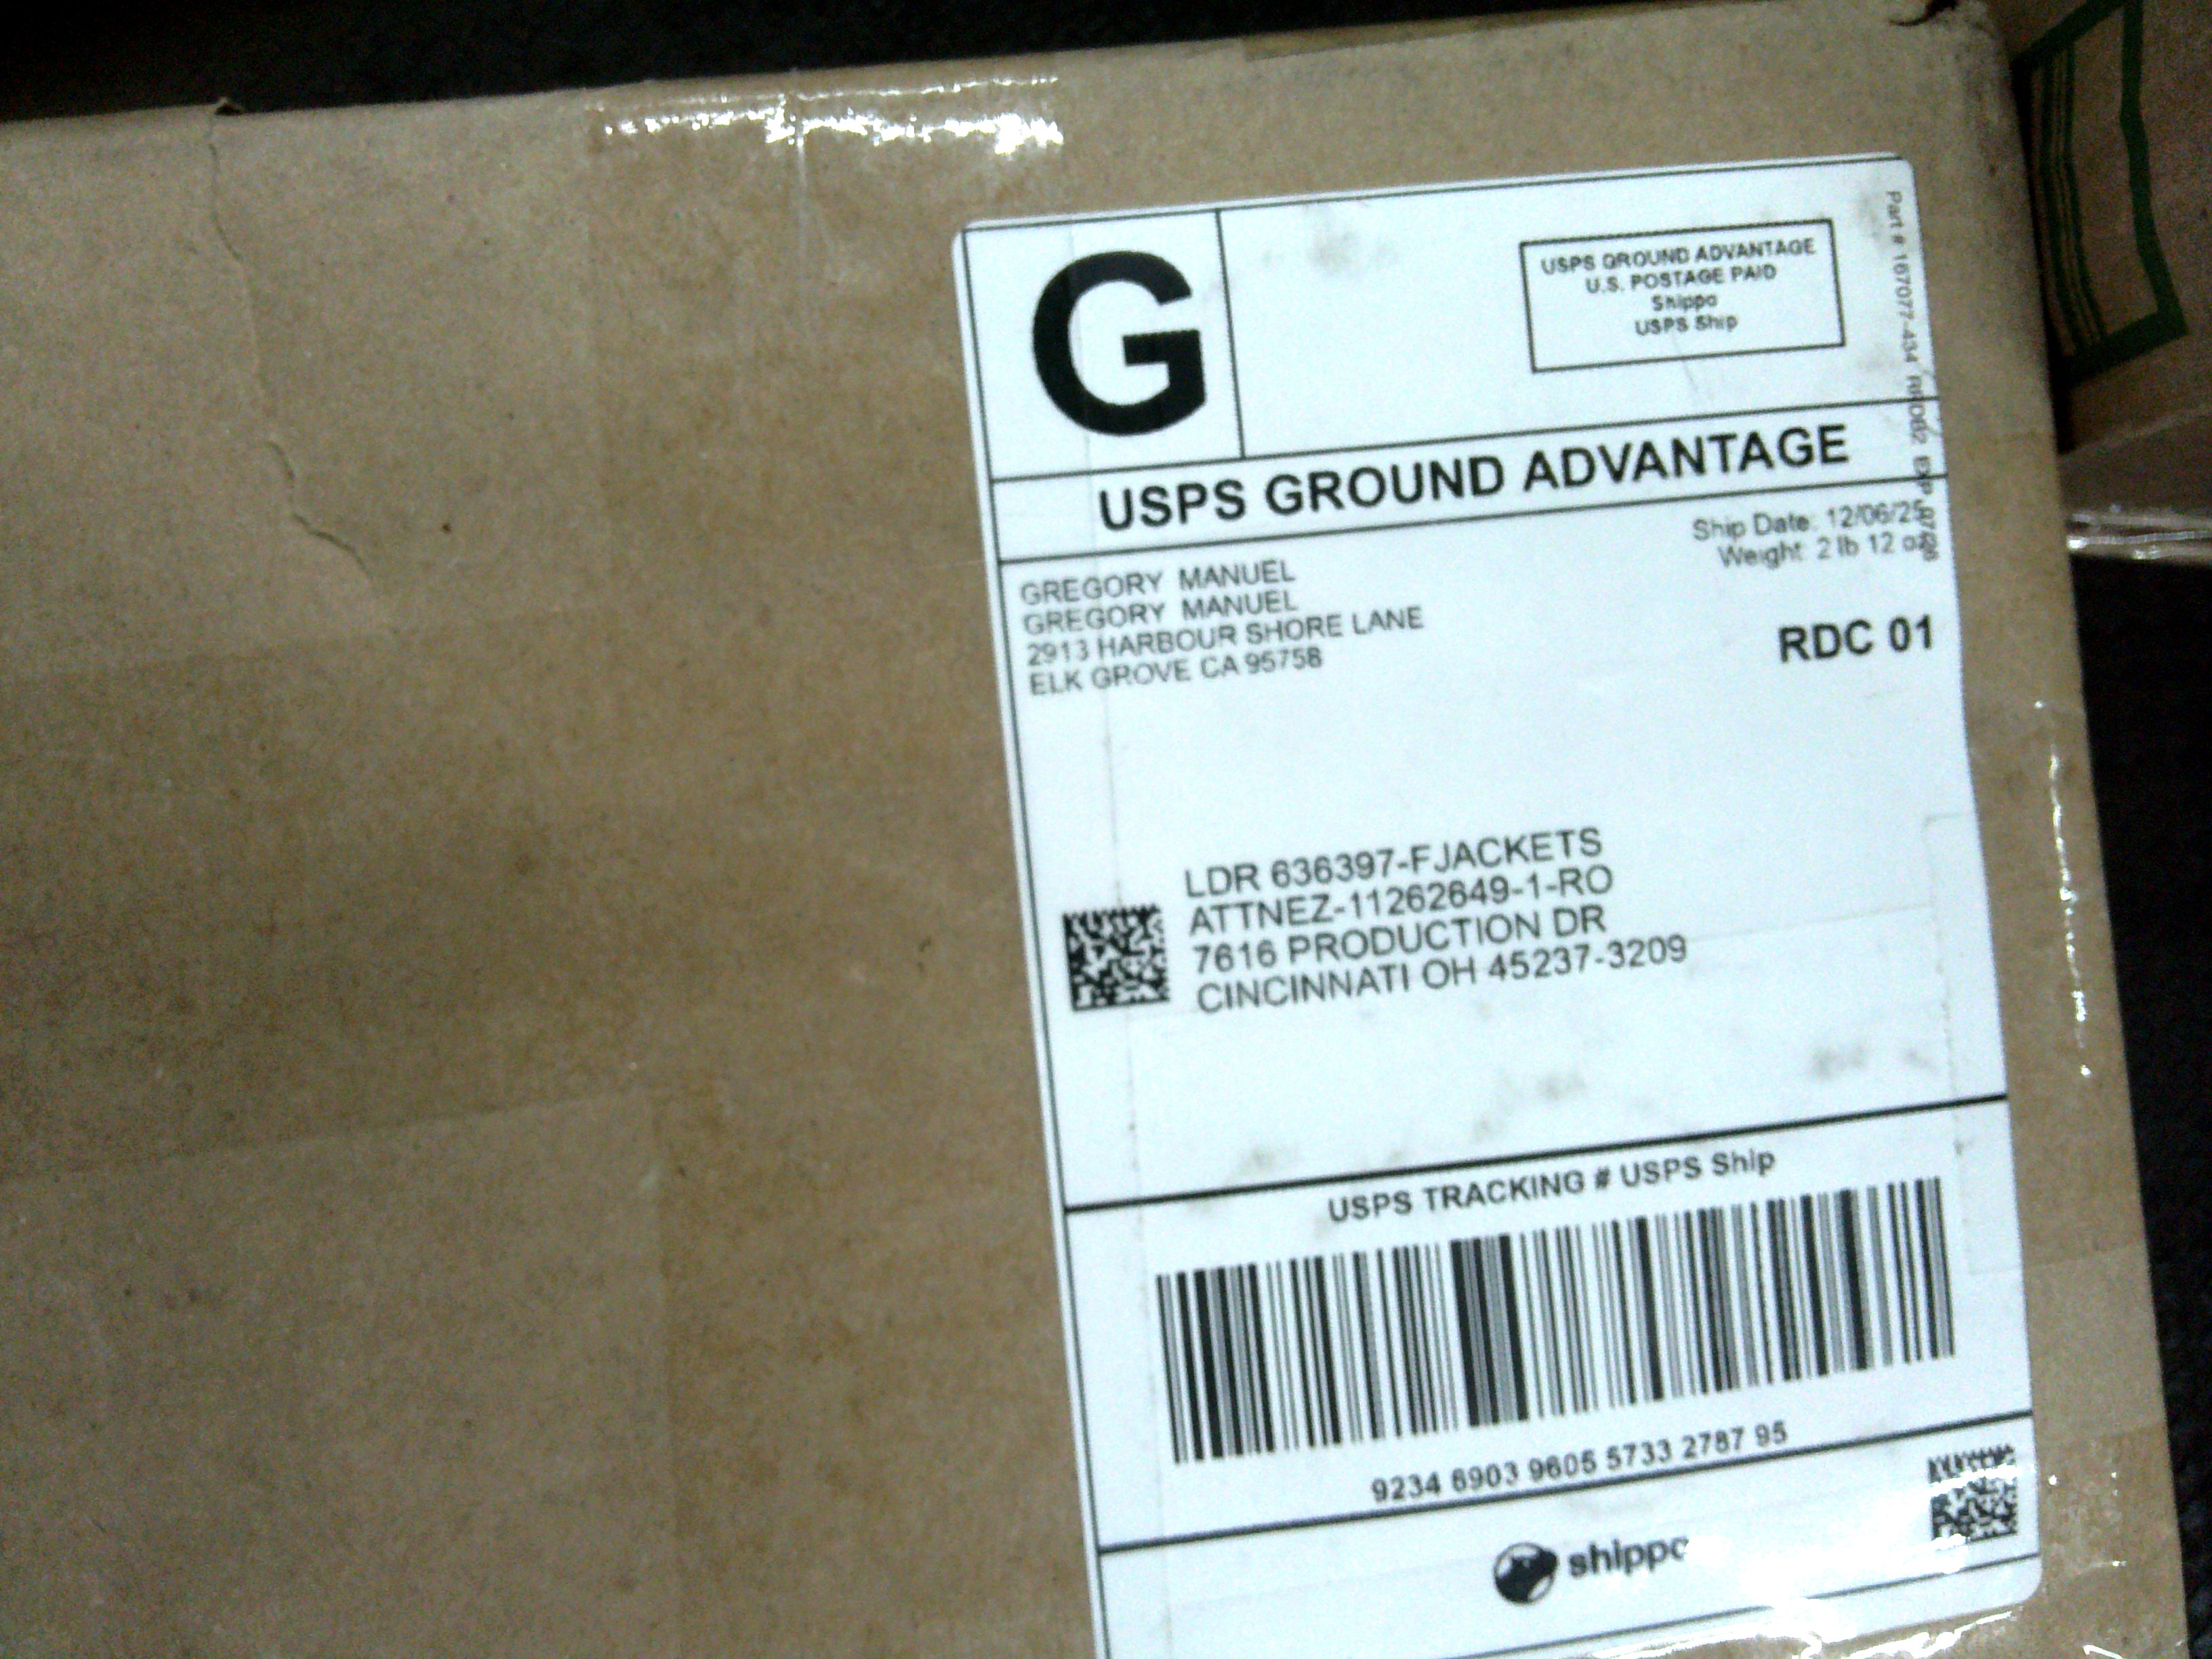 G
USPS GROUND ADVANTAGE
U.S. POSTAGE PAID
Shippo
USPS Ship
USPS GROUND ADVANTAGE
Ship Date: 12/06/25
Weight: 2 lb 12 oz
GREGORY MANUEL
GREGORY MANUEL
2913 HARBOUR SHORE LANE
ELK GROVE CA 95758
RDC 01
LDR 636397-FJACKETS
ATTNEZ-11262649-1-RO
7616 PRODUCTION DR
CINCINNATI OH 45237-3209
USPS TRACKING # USPS Ship
9234 6903 9605 5733 2787 95
shippo
Part # 167077-434